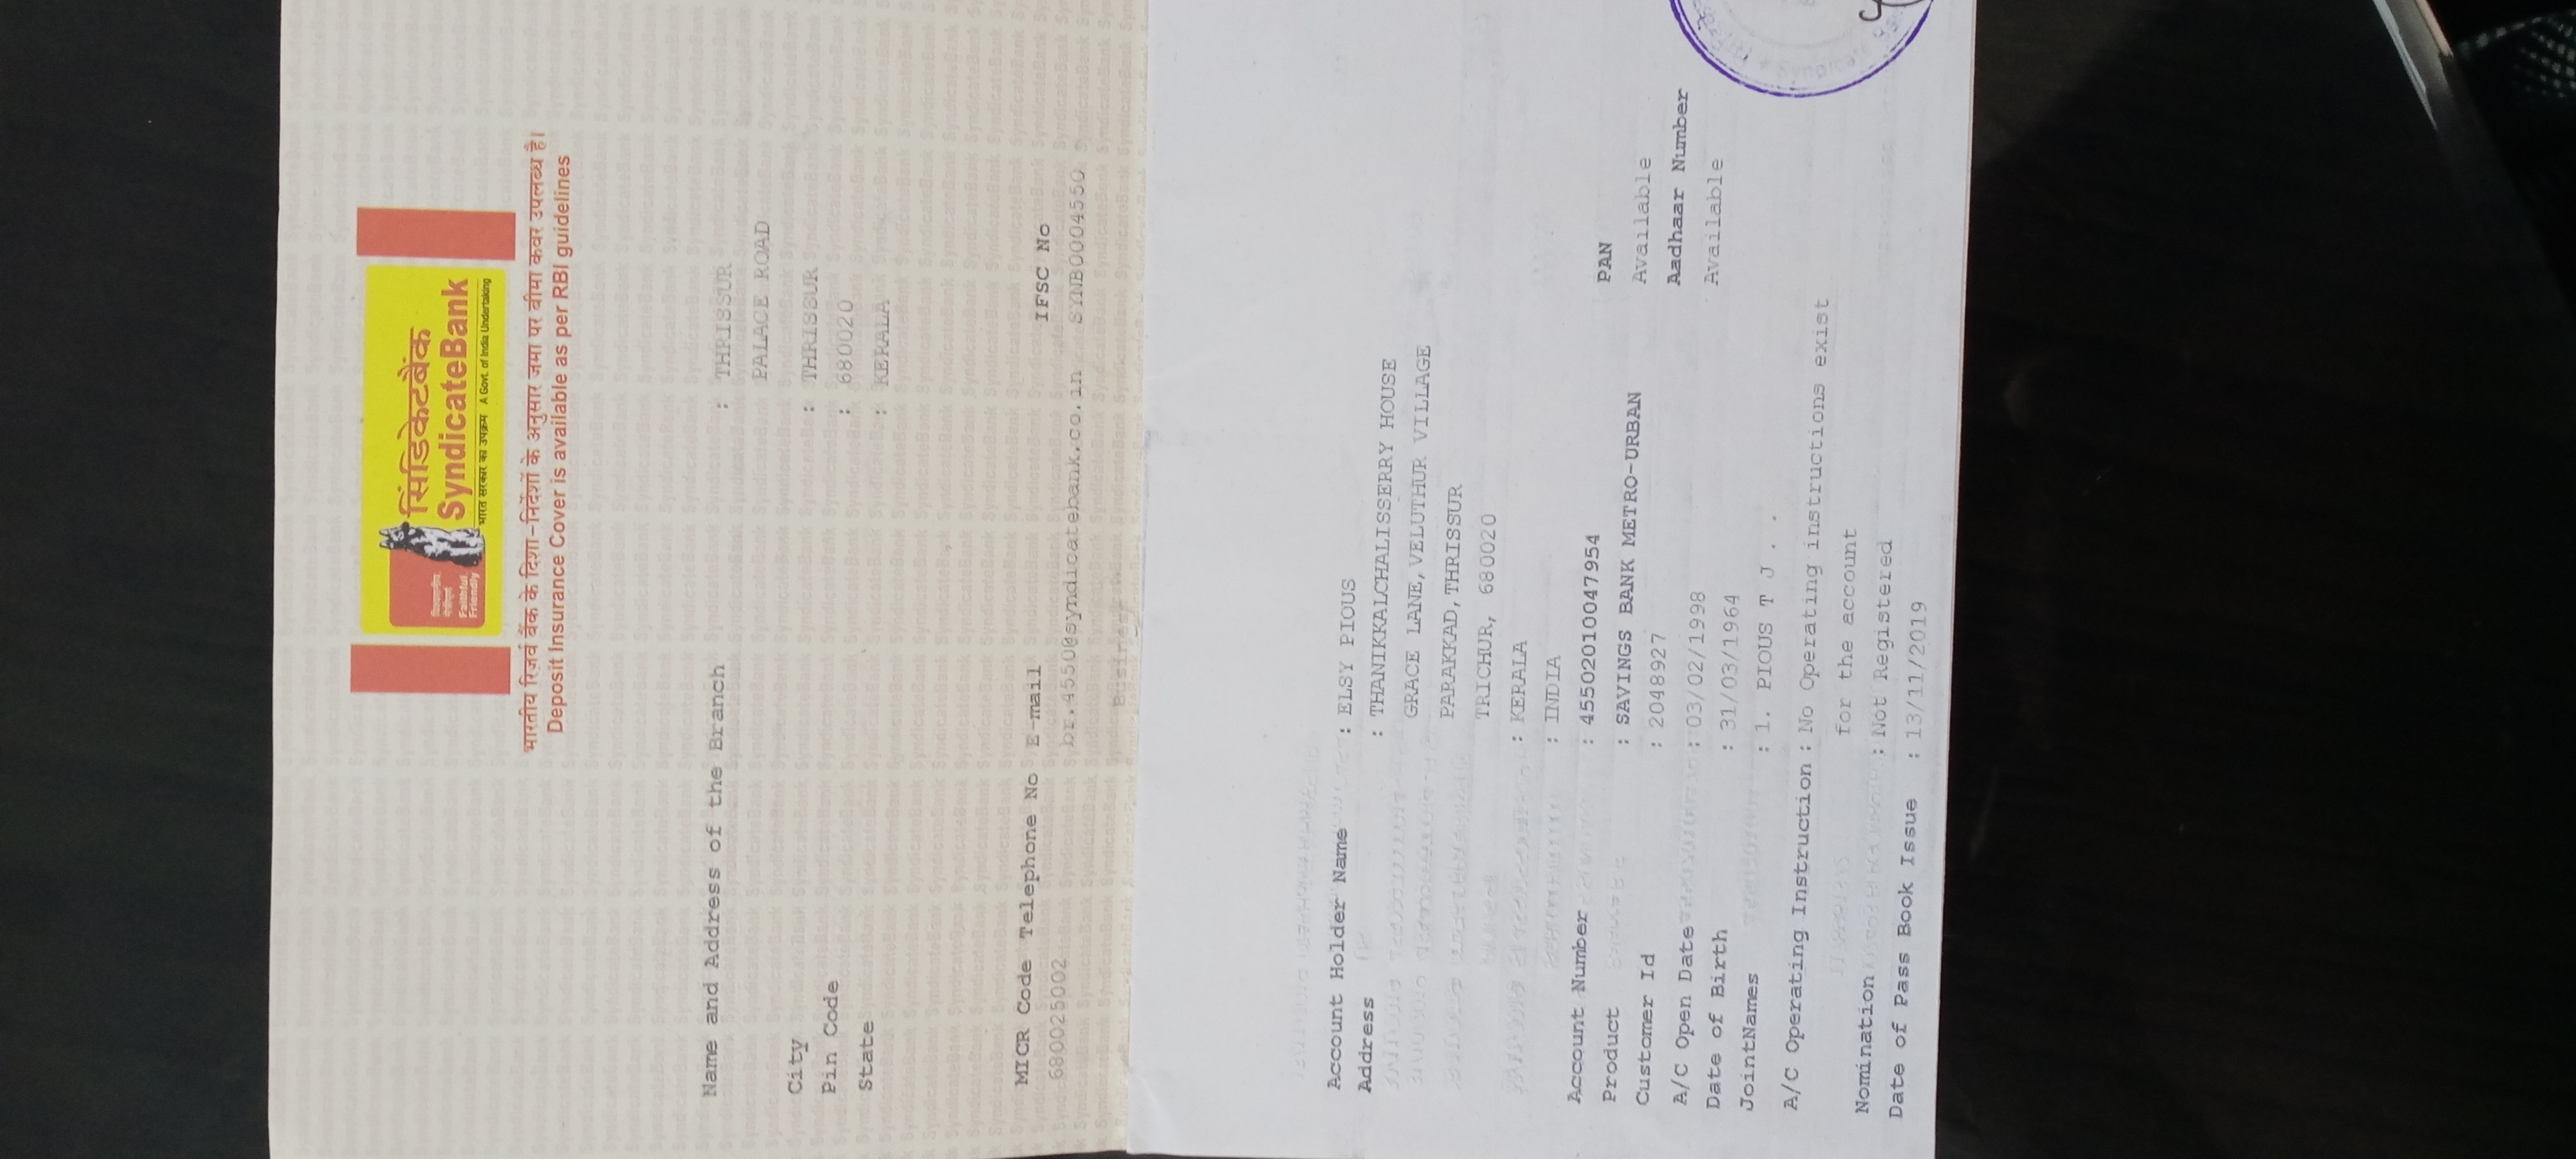 विश्वसनीय, मैत्रीपूर्ण
Faithful Friendly
सिंडिकेटबैंक
SyndicateBank
भारत सरकार का उपक्रम A Govt. of India Undertaking
भारतीय रिज़र्व बैंक के दिशा-निर्देशों के अनुसार जमा पर बीमा कवर उपलब्ध है।
Deposit Insurance Cover is available as per RBI guidelines
Name and Address of the Branch : THRISSUR
PALACE ROAD
City : THRISSUR
Pin Code : 680020
State : KERALA
MICR Code Telephone No E-mail IFSC No
680025002 br.4550@syndicatebank.co.in SYNB0004550
Account Holder Name : ELSY PIOUS
Address : THANIKKALCHALISSERRY HOUSE
GRACE LANE,VELUTHUR VILLAGE
PARAKKAD,THRISSUR
TRICHUR, 680020
: KERALA
: INDIA
Account Number : 45502010047954 PAN
Product : SAVINGS BANK METRO-URBAN Available
Customer Id : 2048927
A/C Open Date : 03/02/1998 Aadhaar Number
Date of Birth : 31/03/1964 Available
JointNames : 1. PIOUS T J . .
A/C Operating Instruction : No Operating instructions exist
for the account
Nomination : Not Registered
Date of Pass Book Issue : 13/11/2019